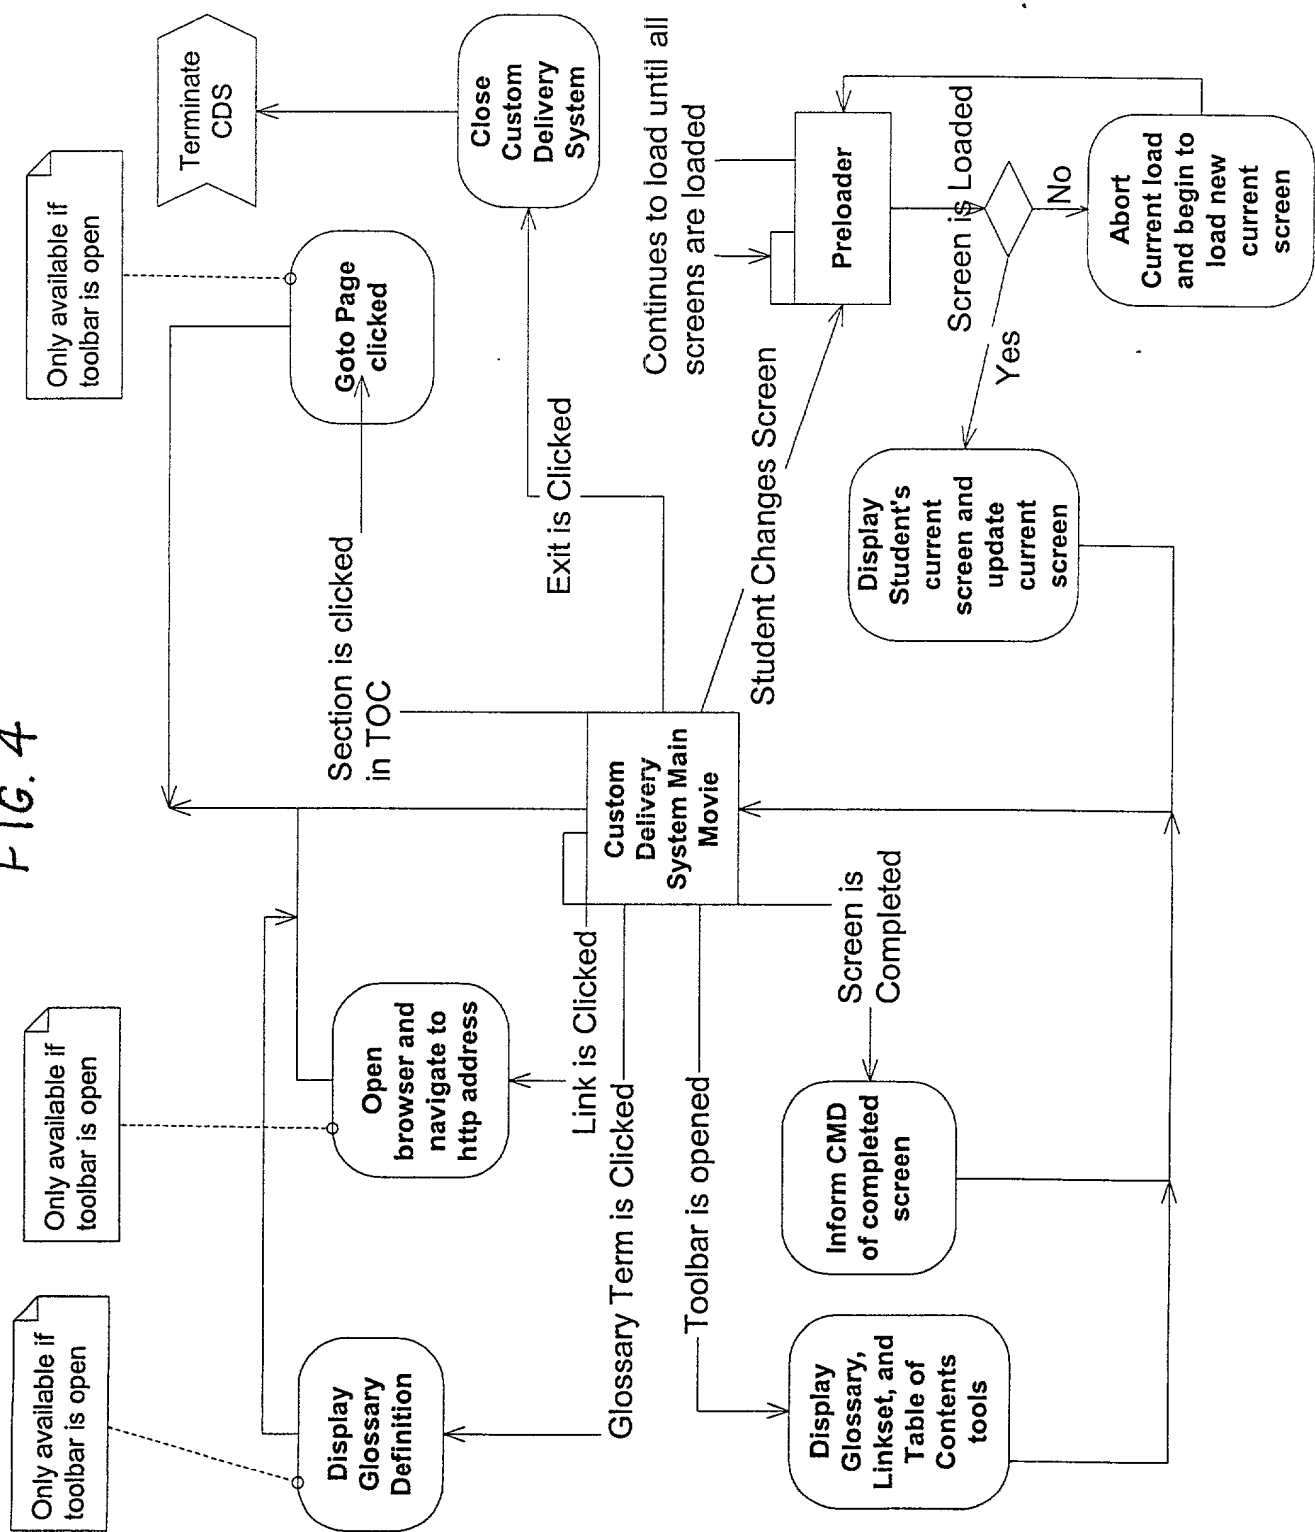 FIG. 4
Only available if
toolbar is open
Only available if
toolbar is open
Only available if
toolbar is open
Terminate
CDS
Display
Glossary
Definition
Open
browser and
navigate to
http address
Goto Page
clicked
Close
Custom
Delivery
System
Section is clicked
in TOC
Link is Clicked
Exit is Clicked
Glossary Term is Clicked
Custom
Delivery
System Main
Movie
Continues to load until all
screens are loaded
Toolbar is opened
Student Changes Screen
Preloader
Screen is
Completed
Screen is Loaded
Yes
No
Display
Glossary,
Linkset, and
Table of
Contents
tools
Inform CMD
of completed
screen
Display
Student's
current
screen and
update
current
screen
Abort
Current load
and begin to
load new
current
screen